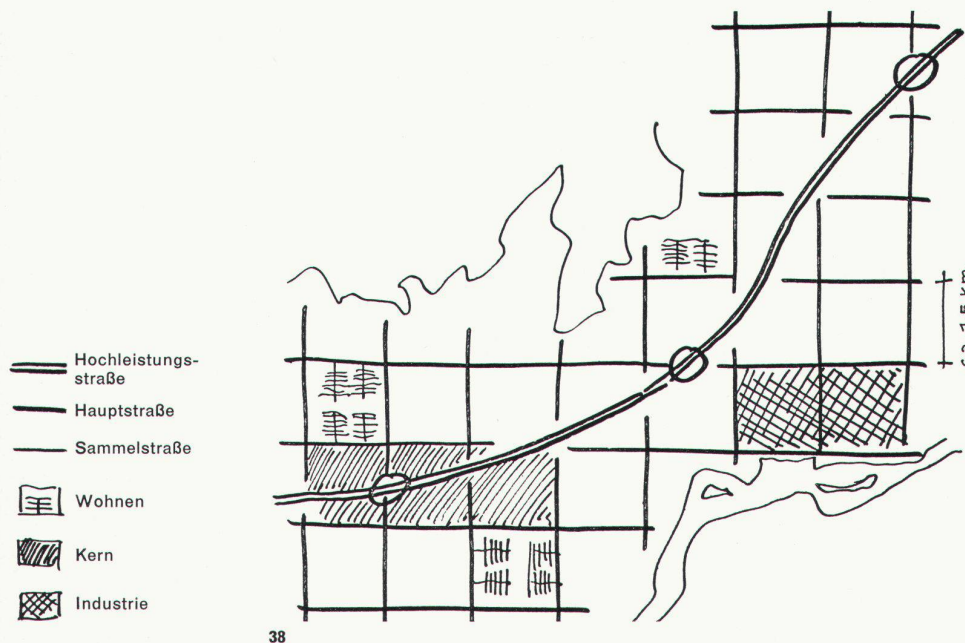 Hochleistungs-
straße
Hauptstraße
Sammelstraße
Wohnen
Kern
Industrie
38